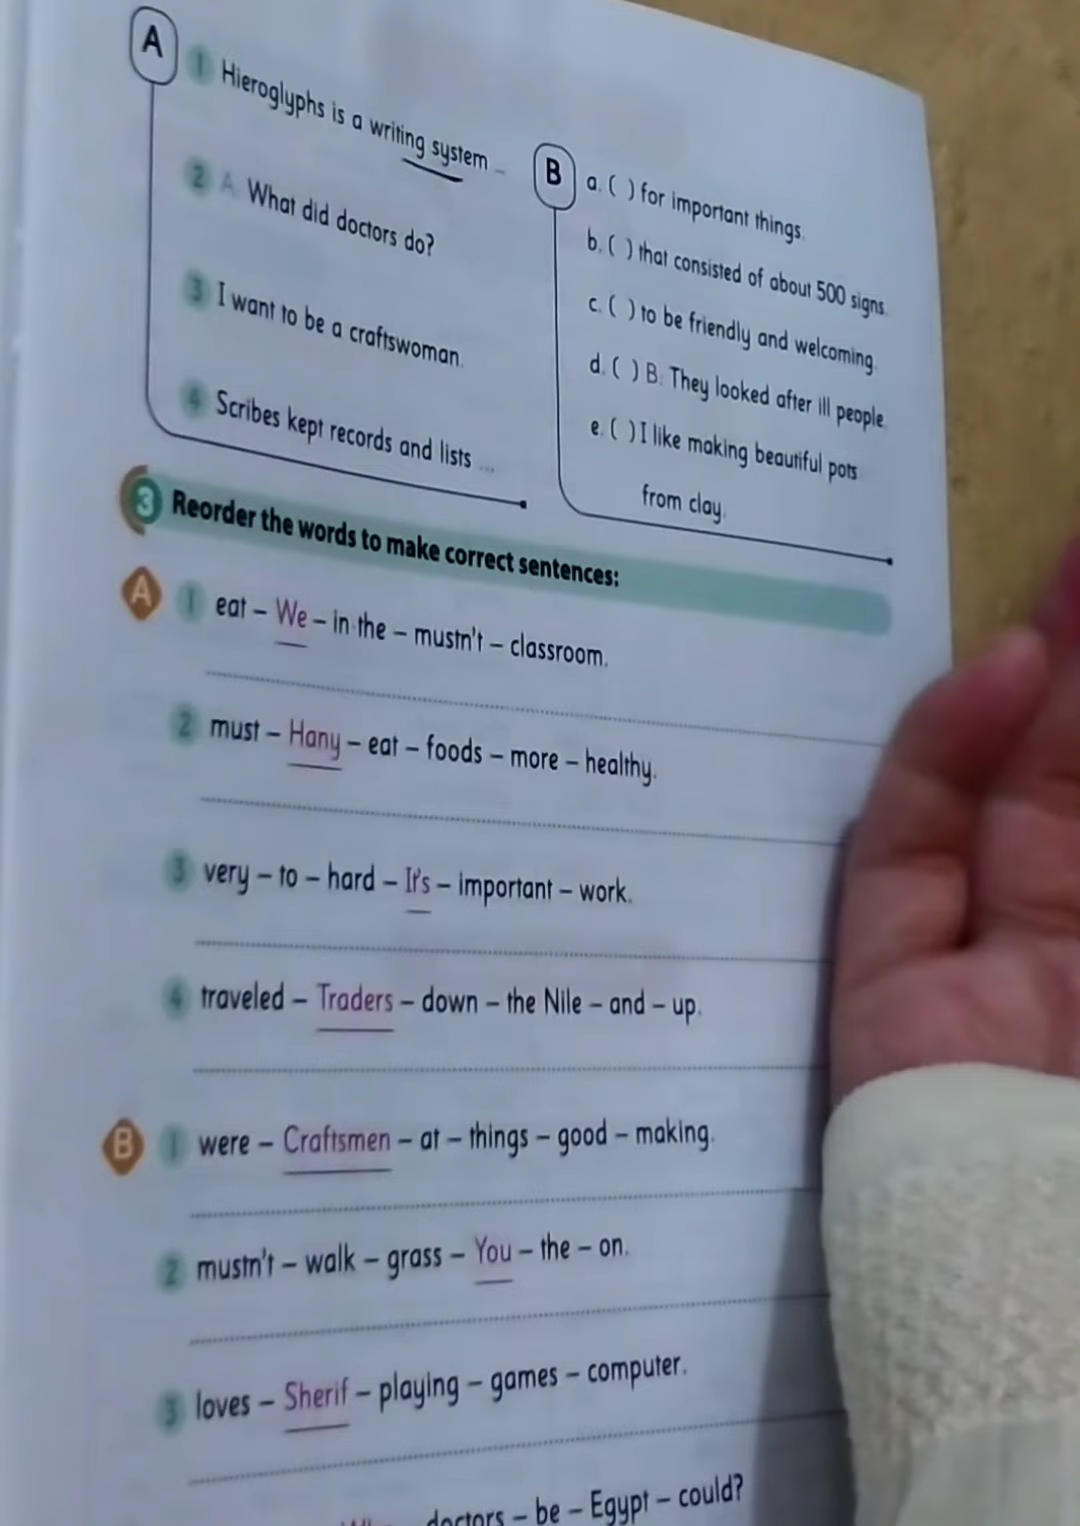 A
1 Hieroglyphs is a writing system ...
2 A. What did doctors do?
3 I want to be a craftswoman.
4 Scribes kept records and lists ...
B
a. ( ) for important things.
b. ( ) that consisted of about 500 signs.
c. ( ) to be friendly and welcoming.
d. ( ) B: They looked after ill people.
e. ( ) I like making beautiful pots
from clay.
3 Reorder the words to make correct sentences:
A 1 eat – We – in the – mustn't – classroom.
2 must – Hany – eat – foods – more – healthy.
3 very – to – hard – It's – important – work.
4 traveled – Traders – down – the Nile – and – up.
B 1 were – Craftsmen – at – things – good – making.
2 mustn't – walk – grass – You – the – on.
3 loves – Sherif – playing – games – computer.
doctors – be – Egypt – could?